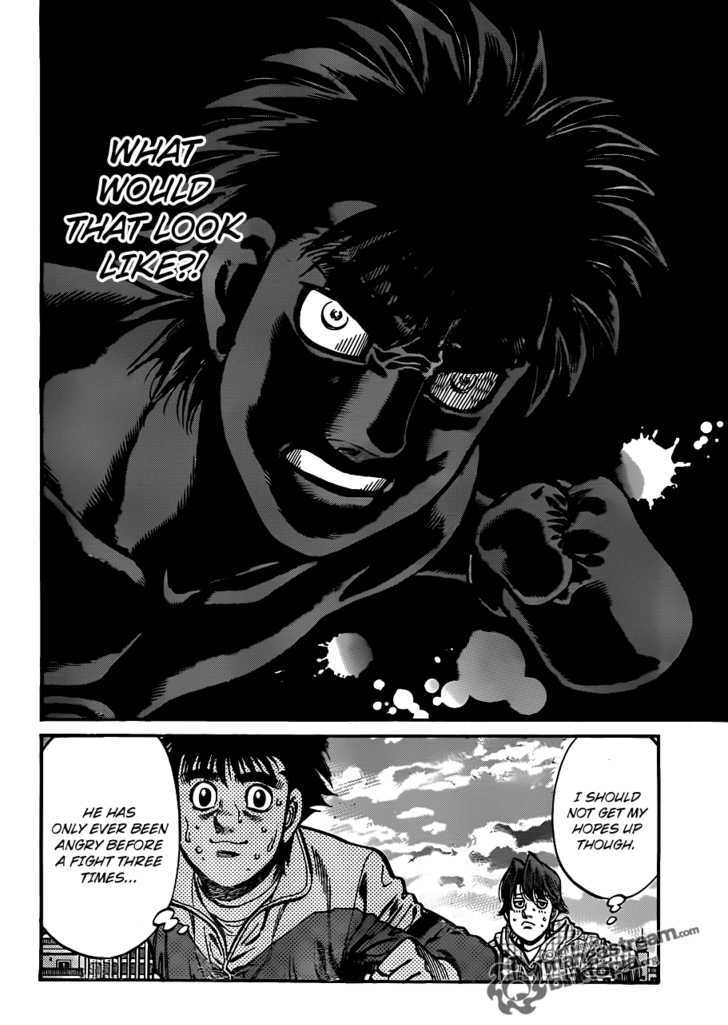 WHAT
WOULD
THAT LOOK
LIKE?!
I SHOULD
NOT GET MY
HOPES UP
THOUGH.
HE HAS
ONLY EVER BEEN
ANGRY BEFORE
A FIGHT THREE
TIMES...